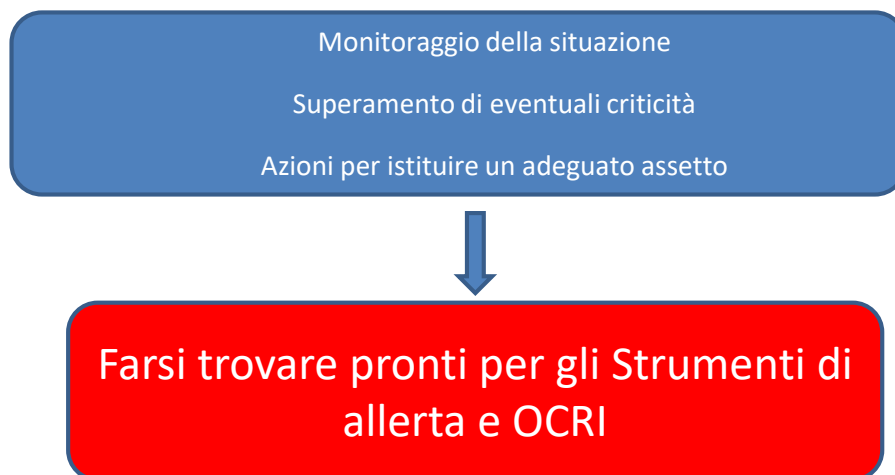 Monitoraggio della situazione
Superamento di eventuali criticità
Azioni per istituire un adeguato assetto
Farsi trovare pronti per gli Strumenti di
allerta e OCRI